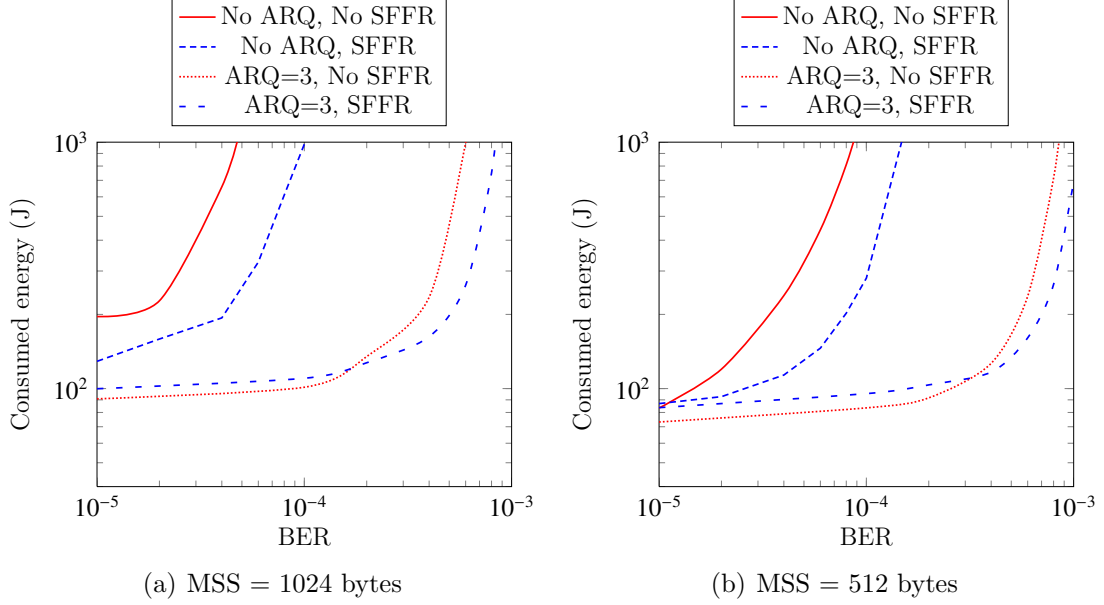 No ARQ, No SFFR
No ARQ, SFFR
ARQ=3, No SFFR
ARQ=3, SFFR
10³
10²
10⁻⁵
10⁻⁴
10⁻³
Consumed energy (J)
BER
(a) MSS = 1024 bytes
No ARQ, No SFFR
No ARQ, SFFR
ARQ=3, No SFFR
ARQ=3, SFFR
10³
10²
10⁻⁵
10⁻⁴
10⁻³
Consumed energy (J)
BER
(b) MSS = 512 bytes